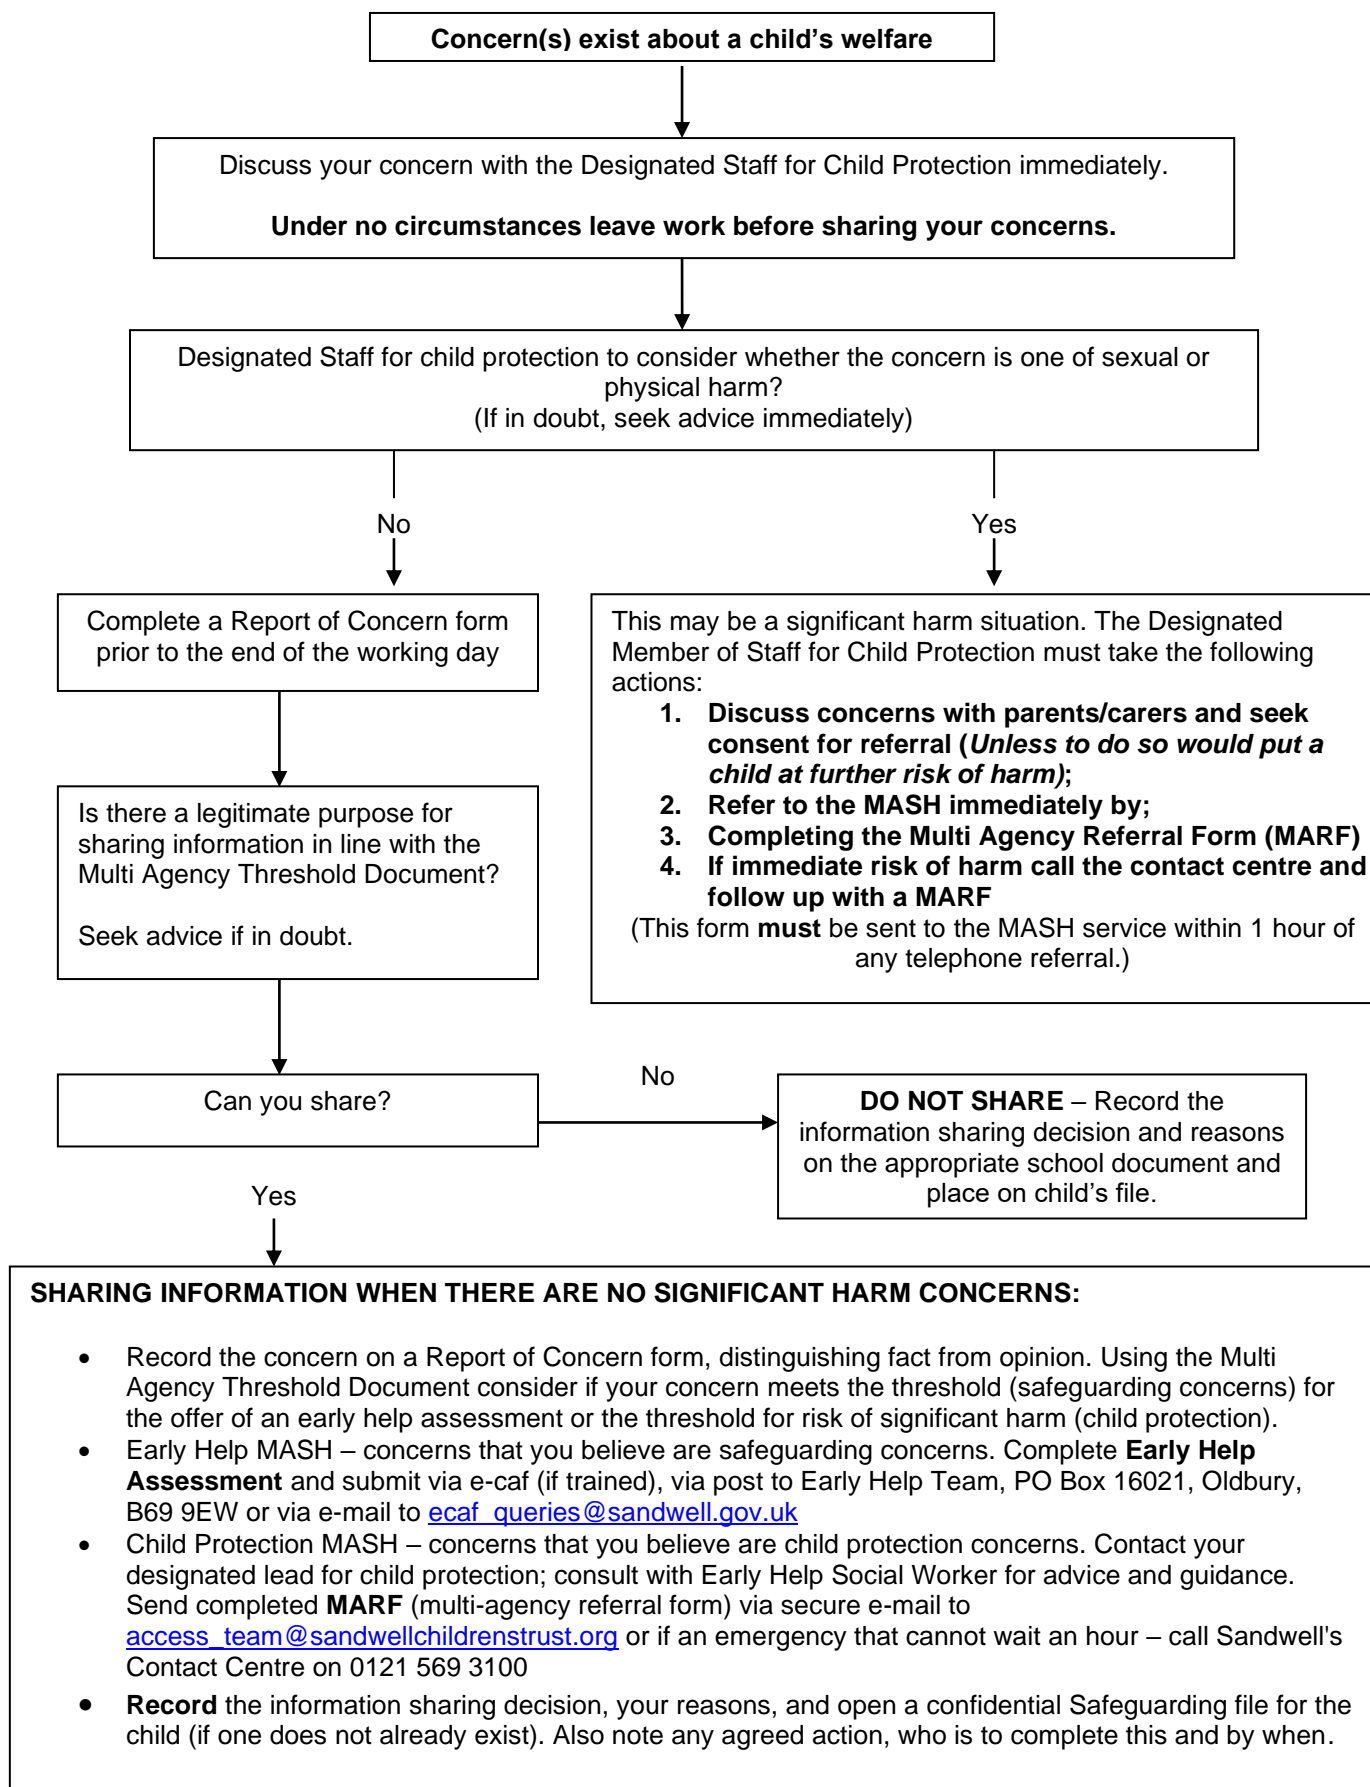 Concern(s) exist about a child's welfare
Discuss your concern with the Designated Staff for Child Protection immediately.
Under no circumstances leave work before sharing your concerns.
Designated Staff for child protection to consider whether the concern is one of sexual or
physical harm?
(If in doubt, seek advice immediately)
No
Yes
Complete a Report of Concern form
prior to the end of the working day
This may be a significant harm situation. The Designated
Member of Staff for Child Protection must take the following
actions:
1. Discuss concerns with parents/carers and seek
consent for referral (Unless to do so would put a
child at further risk of harm);
2. Refer to the MASH immediately by;
3. Completing the Multi Agency Referral Form (MARF)
4. If immediate risk of harm call the contact centre and
follow up with a MARF
(This form must be sent to the MASH service within 1 hour of
any telephone referral.)
Is there a legitimate purpose for
sharing information in line with the
Multi Agency Threshold Document?
Seek advice if in doubt.
Can you share?
No
DO NOT SHARE – Record the
information sharing decision and reasons
on the appropriate school document and
place on child's file.
Yes
SHARING INFORMATION WHEN THERE ARE NO SIGNIFICANT HARM CONCERNS:
• Record the concern on a Report of Concern form, distinguishing fact from opinion. Using the Multi
Agency Threshold Document consider if your concern meets the threshold (safeguarding concerns) for
the offer of an early help assessment or the threshold for risk of significant harm (child protection).
• Early Help MASH – concerns that you believe are safeguarding concerns. Complete Early Help
Assessment and submit via e-caf (if trained), via post to Early Help Team, PO Box 16021, Oldbury,
B69 9EW or via e-mail to ecaf_queries@sandwell.gov.uk
• Child Protection MASH – concerns that you believe are child protection concerns. Contact your
designated lead for child protection; consult with Early Help Social Worker for advice and guidance.
Send completed MARF (multi-agency referral form) via secure e-mail to
access_team@sandwellchildrenstrust.org or if an emergency that cannot wait an hour – call Sandwell's
Contact Centre on 0121 569 3100
• Record the information sharing decision, your reasons, and open a confidential Safeguarding file for the
child (if one does not already exist). Also note any agreed action, who is to complete this and by when.